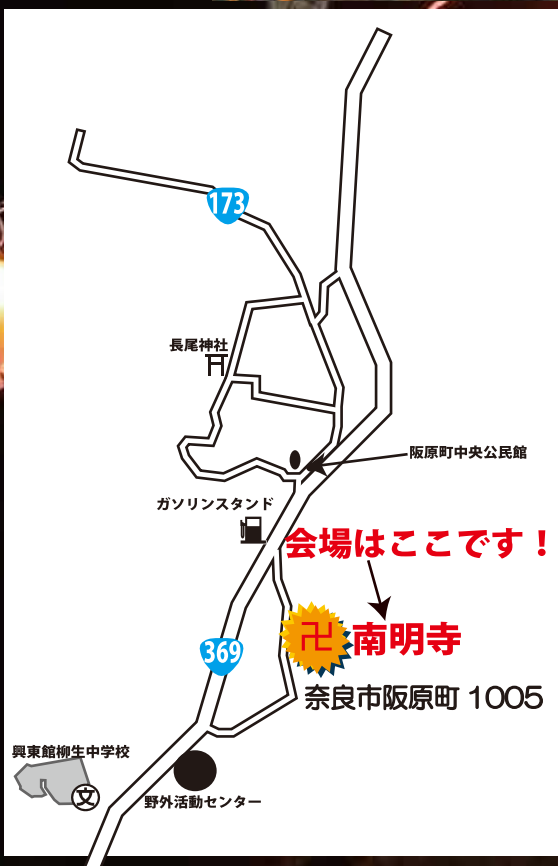 173
長尾神社
阪原町中央公民館
ガソリンスタンド
会場はここです！
卍 南明寺
369
奈良市阪原町 1005
興東館柳生中学校
文
野外活動センター